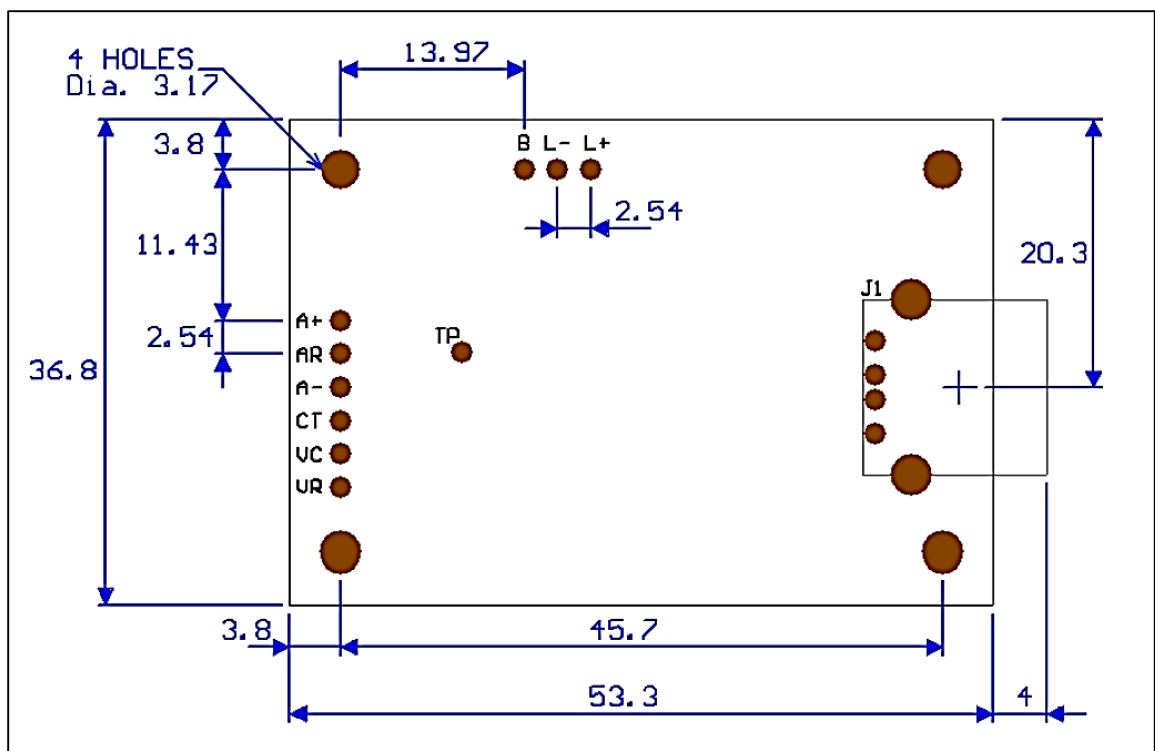 4 HOLES
Dia. 3.17
13.97
3.8
B L- L+
2.54
11.43
20.3
J1
A+
2.54
TP
AR
36.8
A-
CT
VC
VR
3.8
45.7
53.3
4